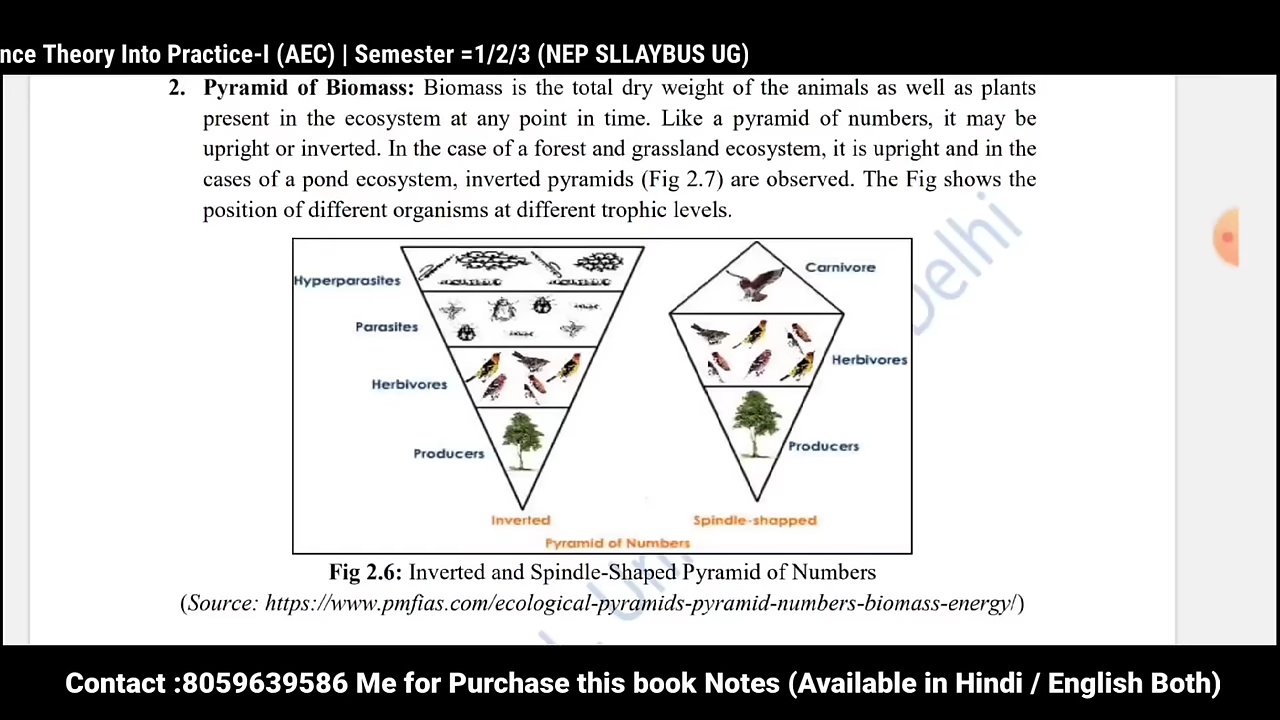 nce Theory Into Practice-I (AEC) | Semester =1/2/3 (NEP SLLAYBUS UG)
2. Pyramid of Biomass: Biomass is the total dry weight of the animals as well as plants
present in the ecosystem at any point in time. Like a pyramid of numbers, it may be
upright or inverted. In the case of a forest and grassland ecosystem, it is upright and in the
cases of a pond ecosystem, inverted pyramids (Fig 2.7) are observed. The Fig shows the
position of different organisms at different trophic levels.
Hyperparasites
Parasites
Herbivores
Producers
Inverted
Carnivore
Herbivores
Producers
Spindle-shapped
Pyramid of Numbers
Fig 2.6: Inverted and Spindle-Shaped Pyramid of Numbers
(Source: https://www.pmfias.com/ecological-pyramids-pyramid-numbers-biomass-energy/)
Delhi
Contact :8059639586 Me for Purchase this book Notes (Available in Hindi / English Both)